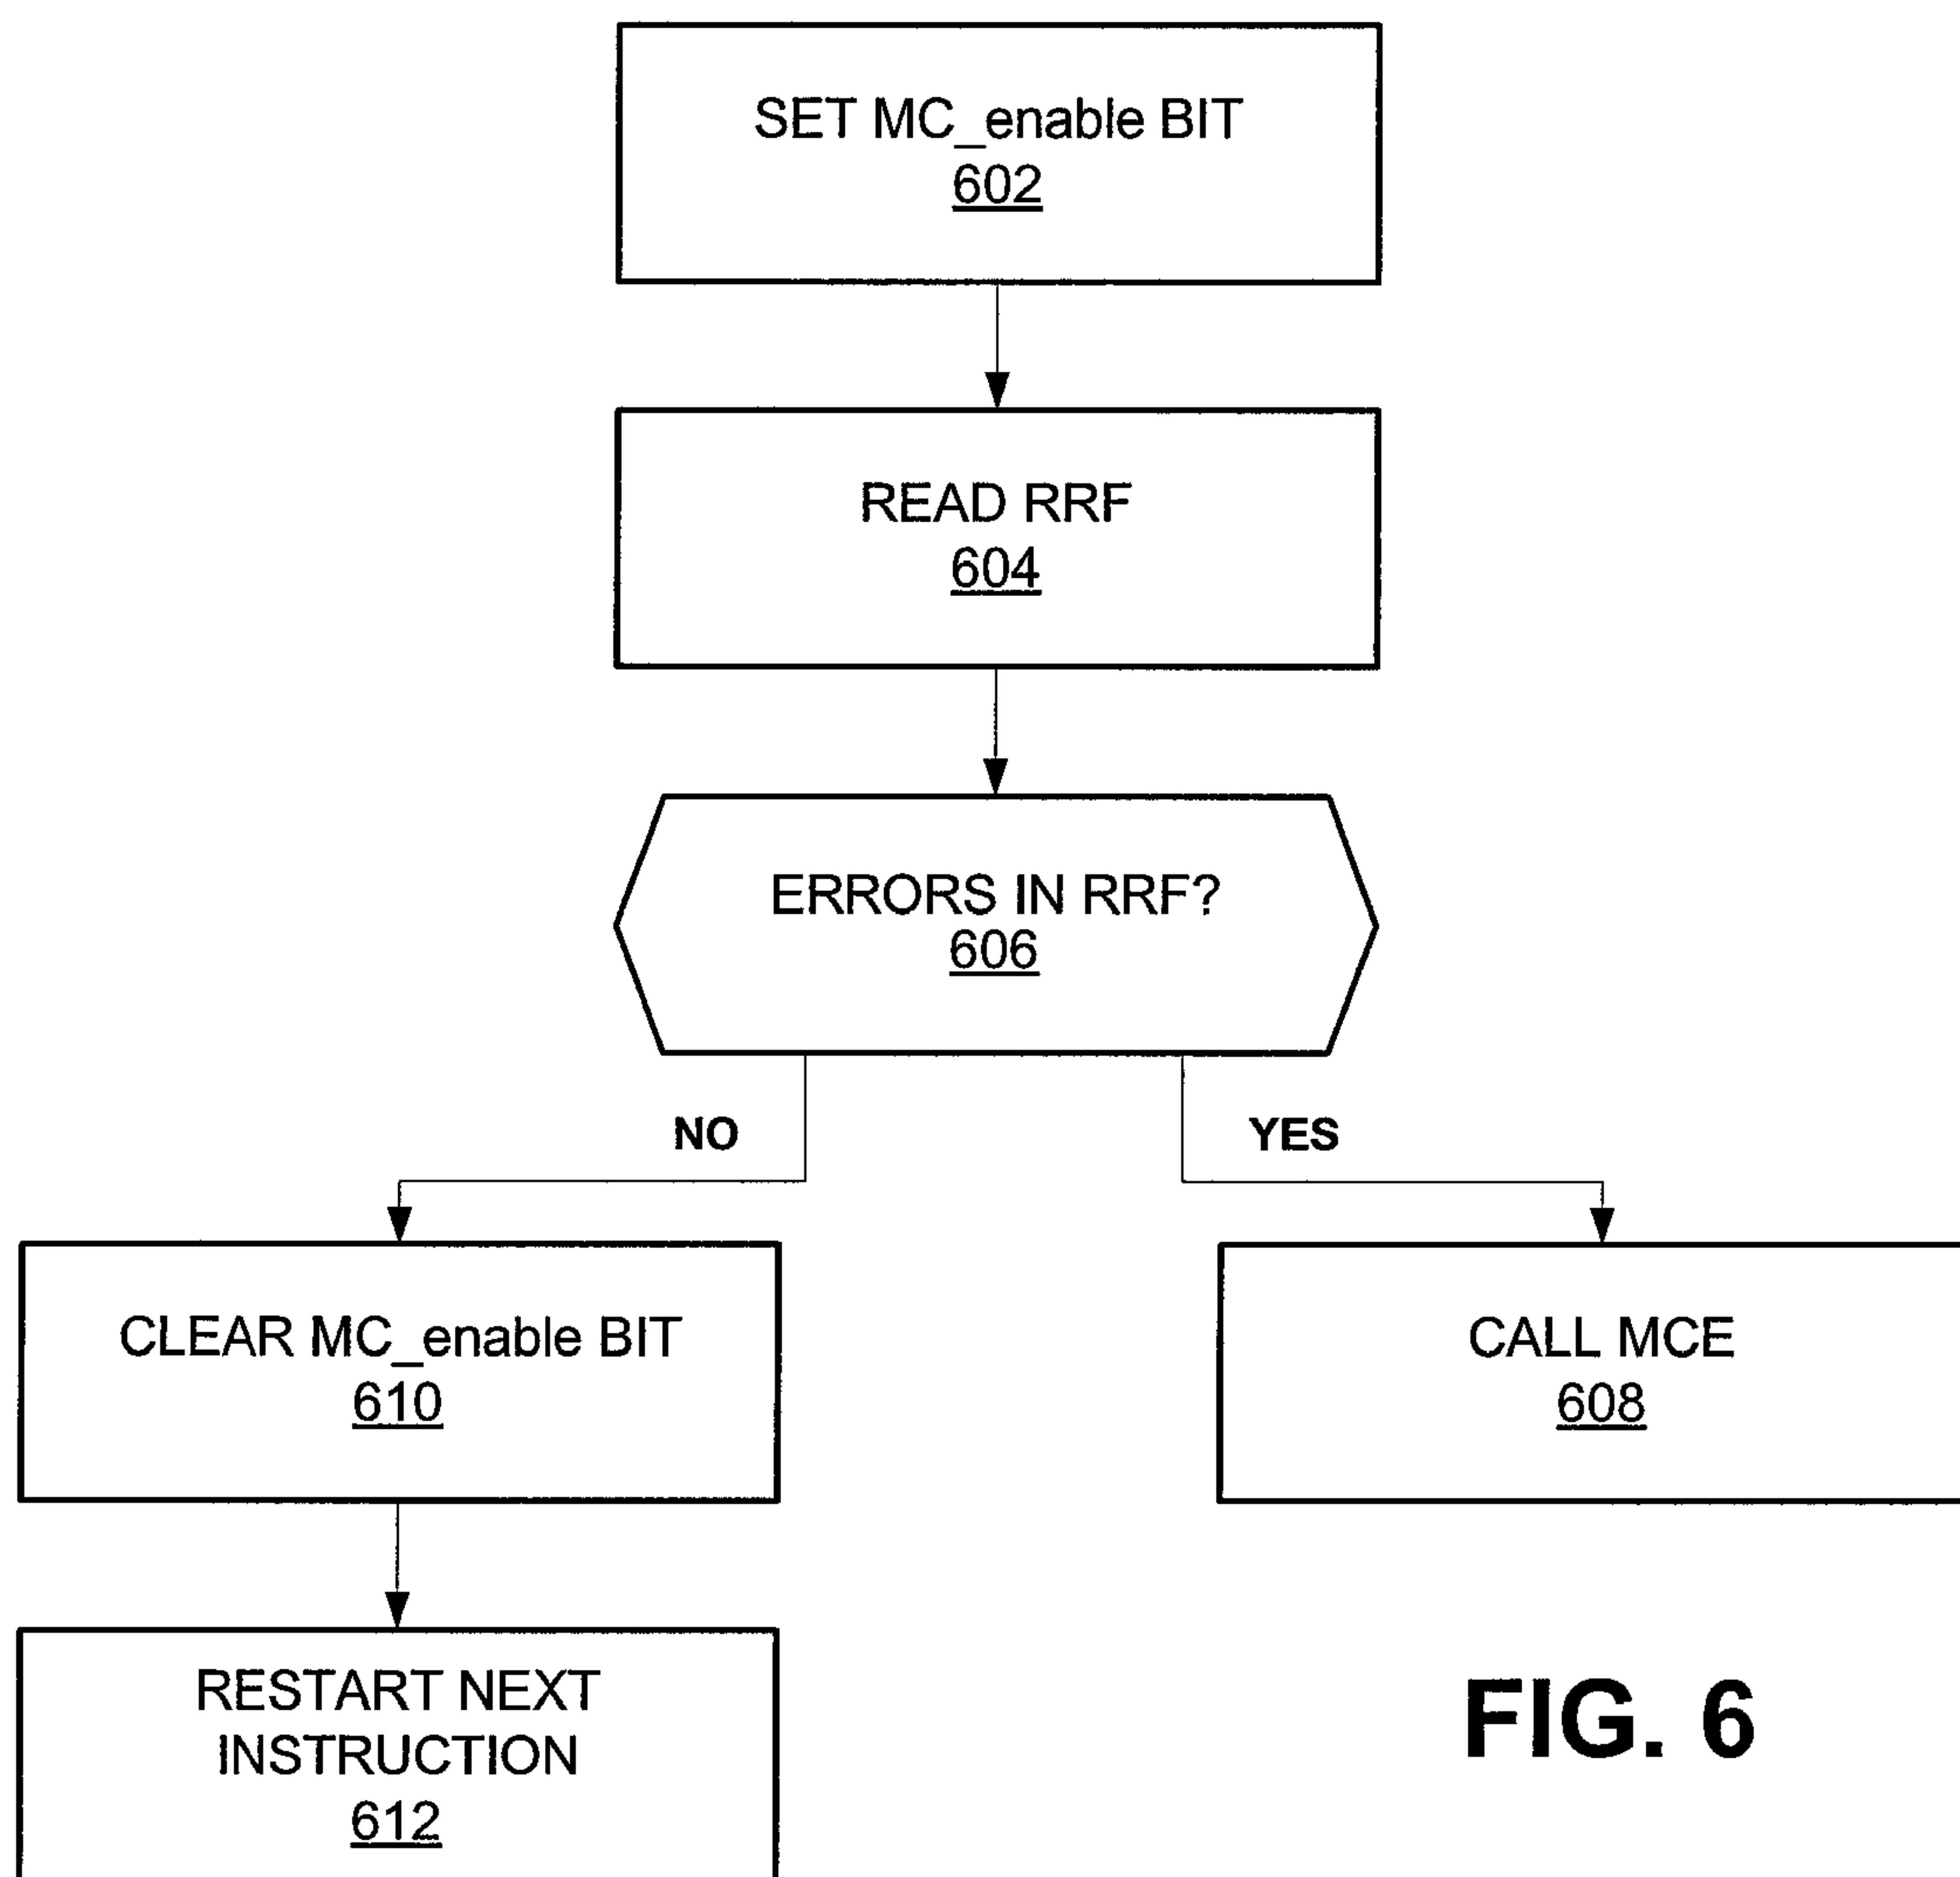 SET MC_enable BIT
602
READ RRF
604
ERRORS IN RRF?
606
NO
YES
CLEAR MC_enable BIT
610
CALL MCE
608
RESTART NEXT
INSTRUCTION
612
FIG. 6